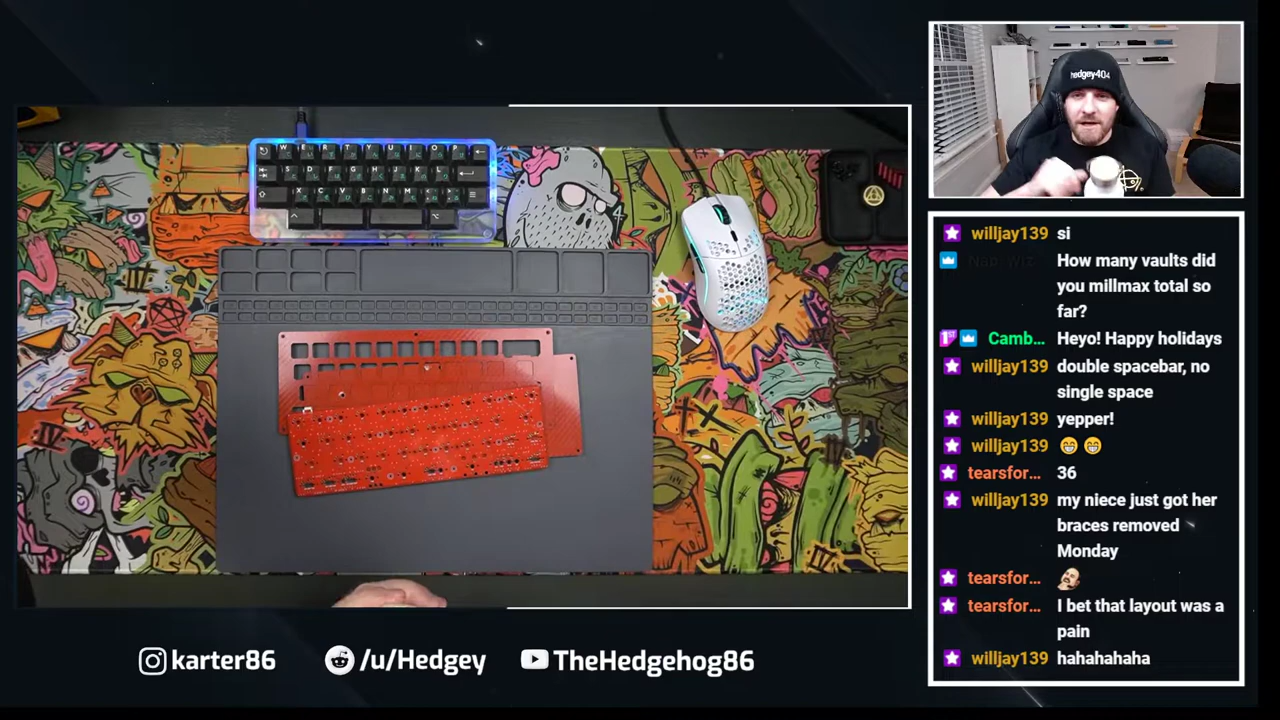 hedgey404
willjay139 si
Nab_Wiz How many vaults did
you millmax total so
far?
1ST Camb... Heyo! Happy holidays
willjay139 double spacebar, no
single space
willjay139 yepper!
willjay139 😁 😁
tearsfor... 36
willjay139 my niece just got her
braces removed
Monday
tearsfor...
tearsfor... I bet that layout was a
pain
willjay139 hahahahaha
W E R T Y U I O P
S D F G H J K L
X C V B N M
karter86
/u/Hedgey
TheHedgehog86